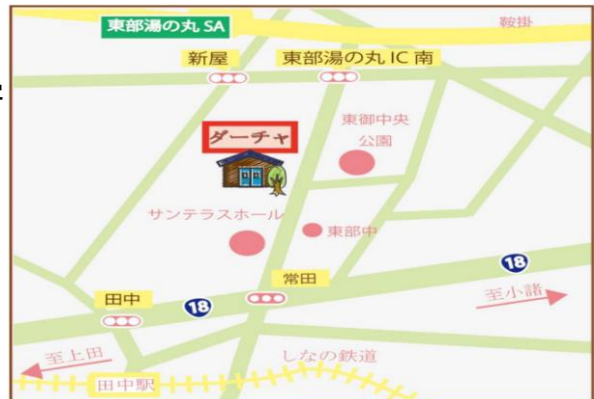 東部湯の丸 SA
鞍掛
新屋
東部湯の丸 IC 南
東御中央
公園
ダーチャ
サンテラスホール
東部中
18
常田
至小諸
田中
18
至上田
しなの鉄道
田中駅